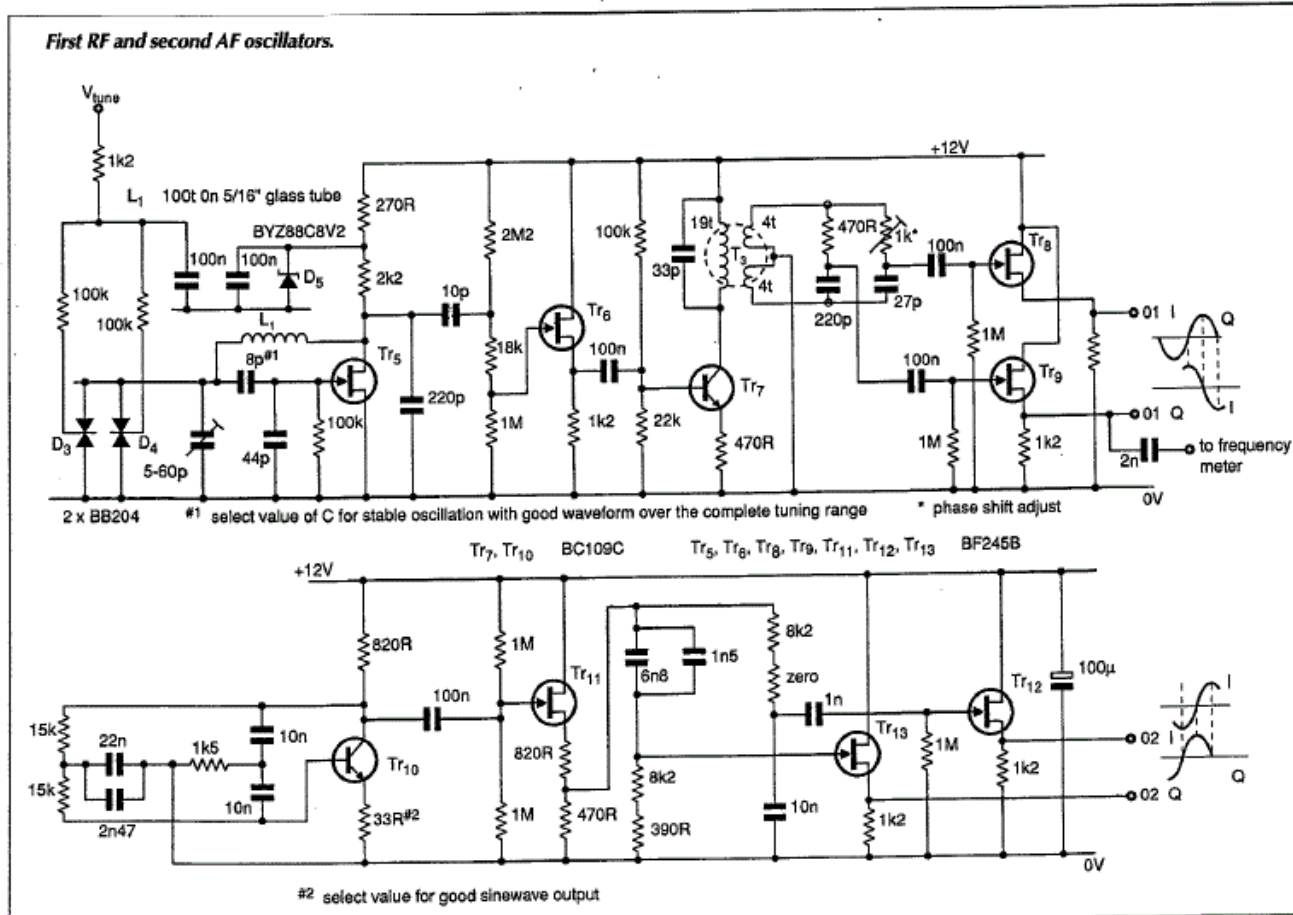 First RF and second AF oscillators.
Vtune
1k2
L1 100t 0n 5/16" glass tube
BYZ88C8V2
100n
100n
D5
100k
100k
L1
8p#1
D3
D4
5-60p
44p
100k
2 x BB204
270R
2k2
Tr5
220p
10p
2M2
18k
1M
Tr6
100n
1k2
100k
22k
33p
19t
T3
4t
4t
Tr7
470R
470R
1k*
220p
27p
100n
100n
+12V
Tr8
1M
Tr9
1M
1k2
01 I
01 Q
2n
to frequency
meter
Q
I
0V
#1 select value of C for stable oscillation with good waveform over the complete tuning range
* phase shift adjust
Tr7, Tr10 BC109C
Tr5, Tr6, Tr8, Tr9, Tr11, Tr12, Tr13 BF245B
+12V
820R
15k
15k
22n
2n47
1k5
10n
10n
Tr10
33R#2
100n
1M
1M
Tr11
820R
470R
6n8
1n5
8k2
390R
8k2
zero
1n
10n
Tr13
1k2
1M
Tr12
1k2
100μ
02 I
02 Q
I
Q
0V
#2 select value for good sinewave output